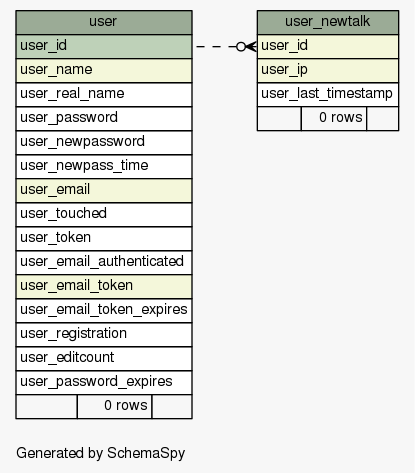 user
user_id
user_name
user_real_name
user_password
user_newpassword
user_newpass_time
user_email
user_touched
user_token
user_email_authenticated
user_email_token
user_email_token_expires
user_registration
user_editcount
user_password_expires
0 rows
user_newtalk
user_id
user_ip
user_last_timestamp
0 rows
Generated by SchemaSpy